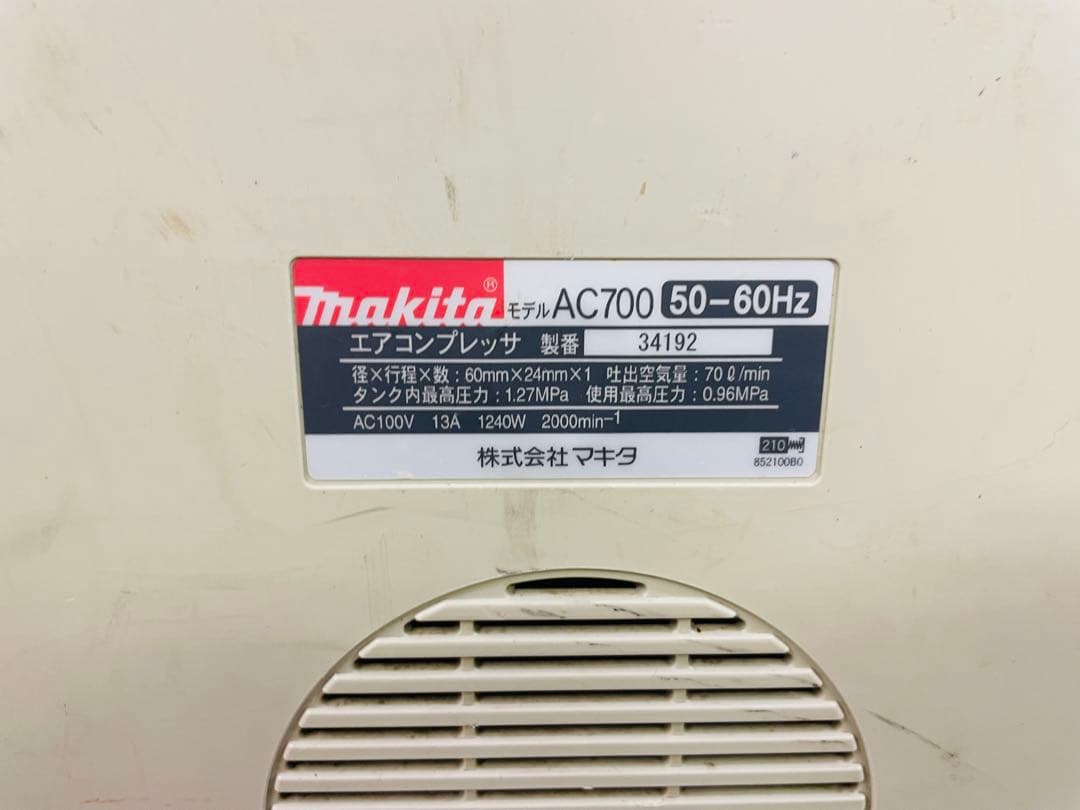 makita® モデル AC700 50-60Hz
エアコンプレッサ 製番 34192
径×行程×数:60mm×24mm×1 吐出空気量:70ℓ/min
タンク内最高圧力:1.27MPa 使用最高圧力:0.96MPa
AC100V 13A 1240W 2000min-1
株式会社マキタ
210
852100B0